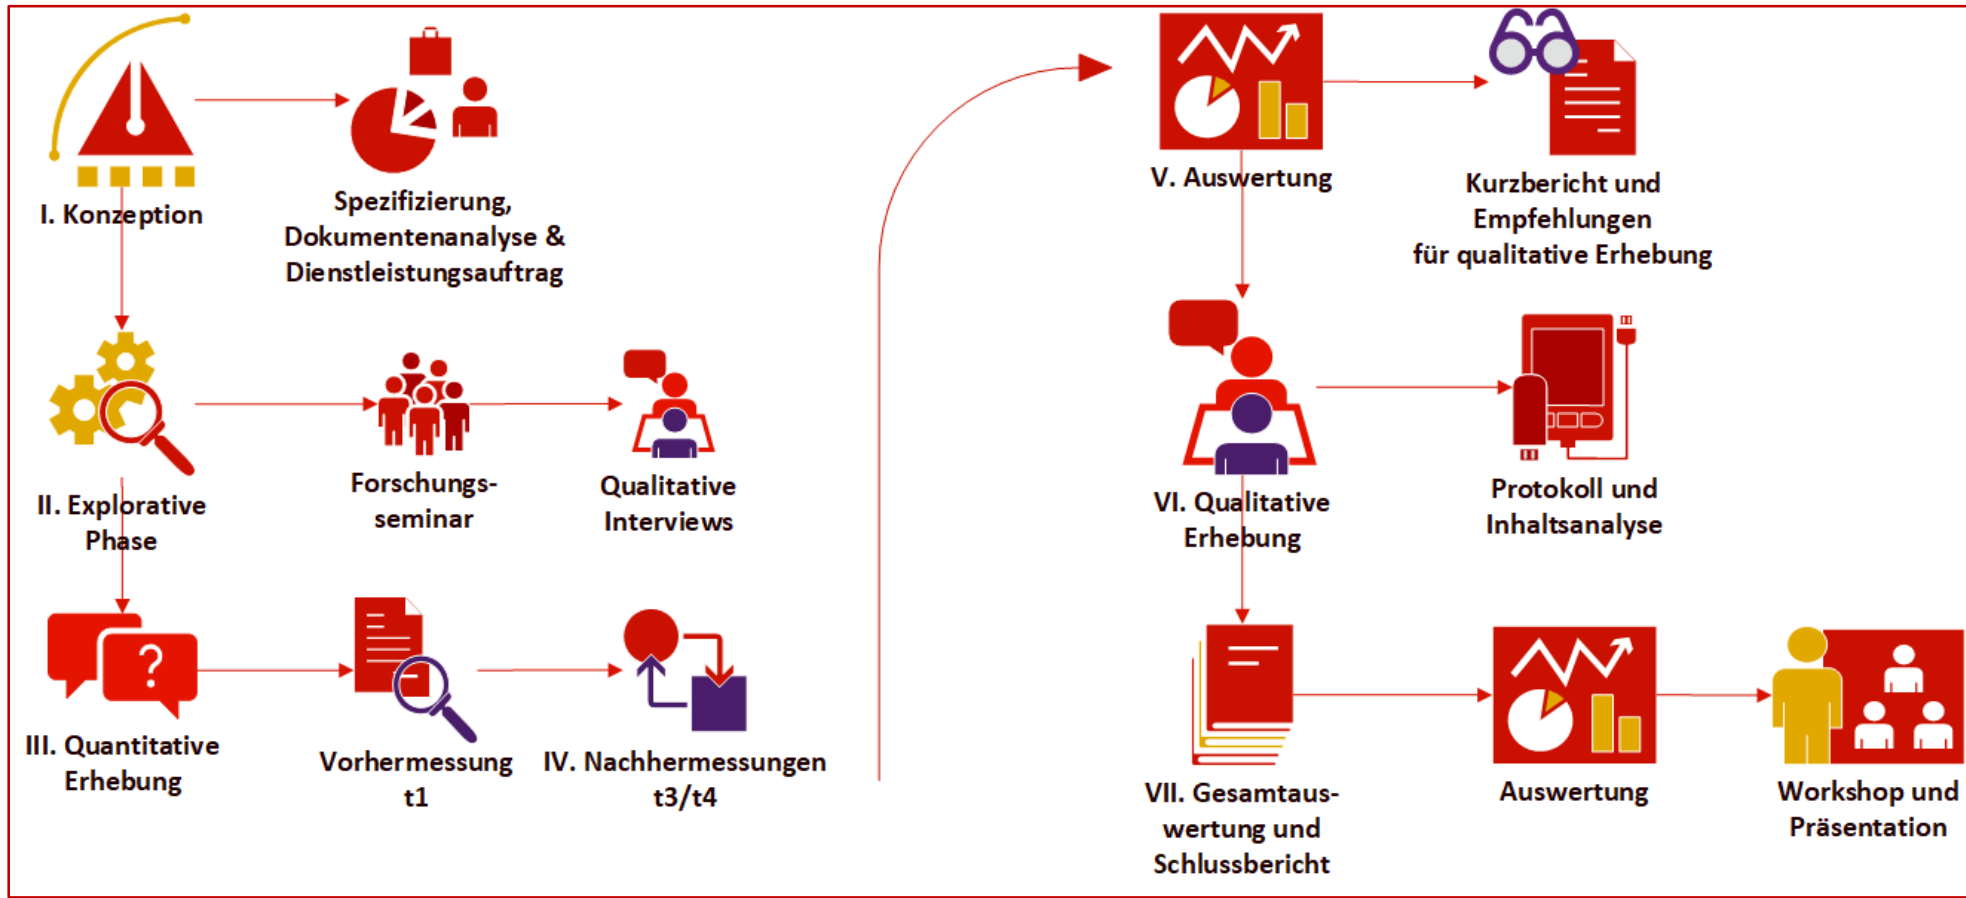 I. Konzeption
Spezifizierung,
Dokumentenanalyse &
Dienstleistungsauftrag
II. Explorative
Phase
Forschungs-
seminar
Qualitative
Interviews
?
III. Quantitative
Erhebung
Vorhermessung
t1
IV. Nachhermessungen
t3/t4
V. Auswertung
Kurzbericht und
Empfehlungen
für qualitative Erhebung
VI. Qualitative
Erhebung
Protokoll und
Inhaltsanalyse
VII. Gesamtaus-
wertung und
Schlussbericht
Auswertung
Workshop und
Präsentation